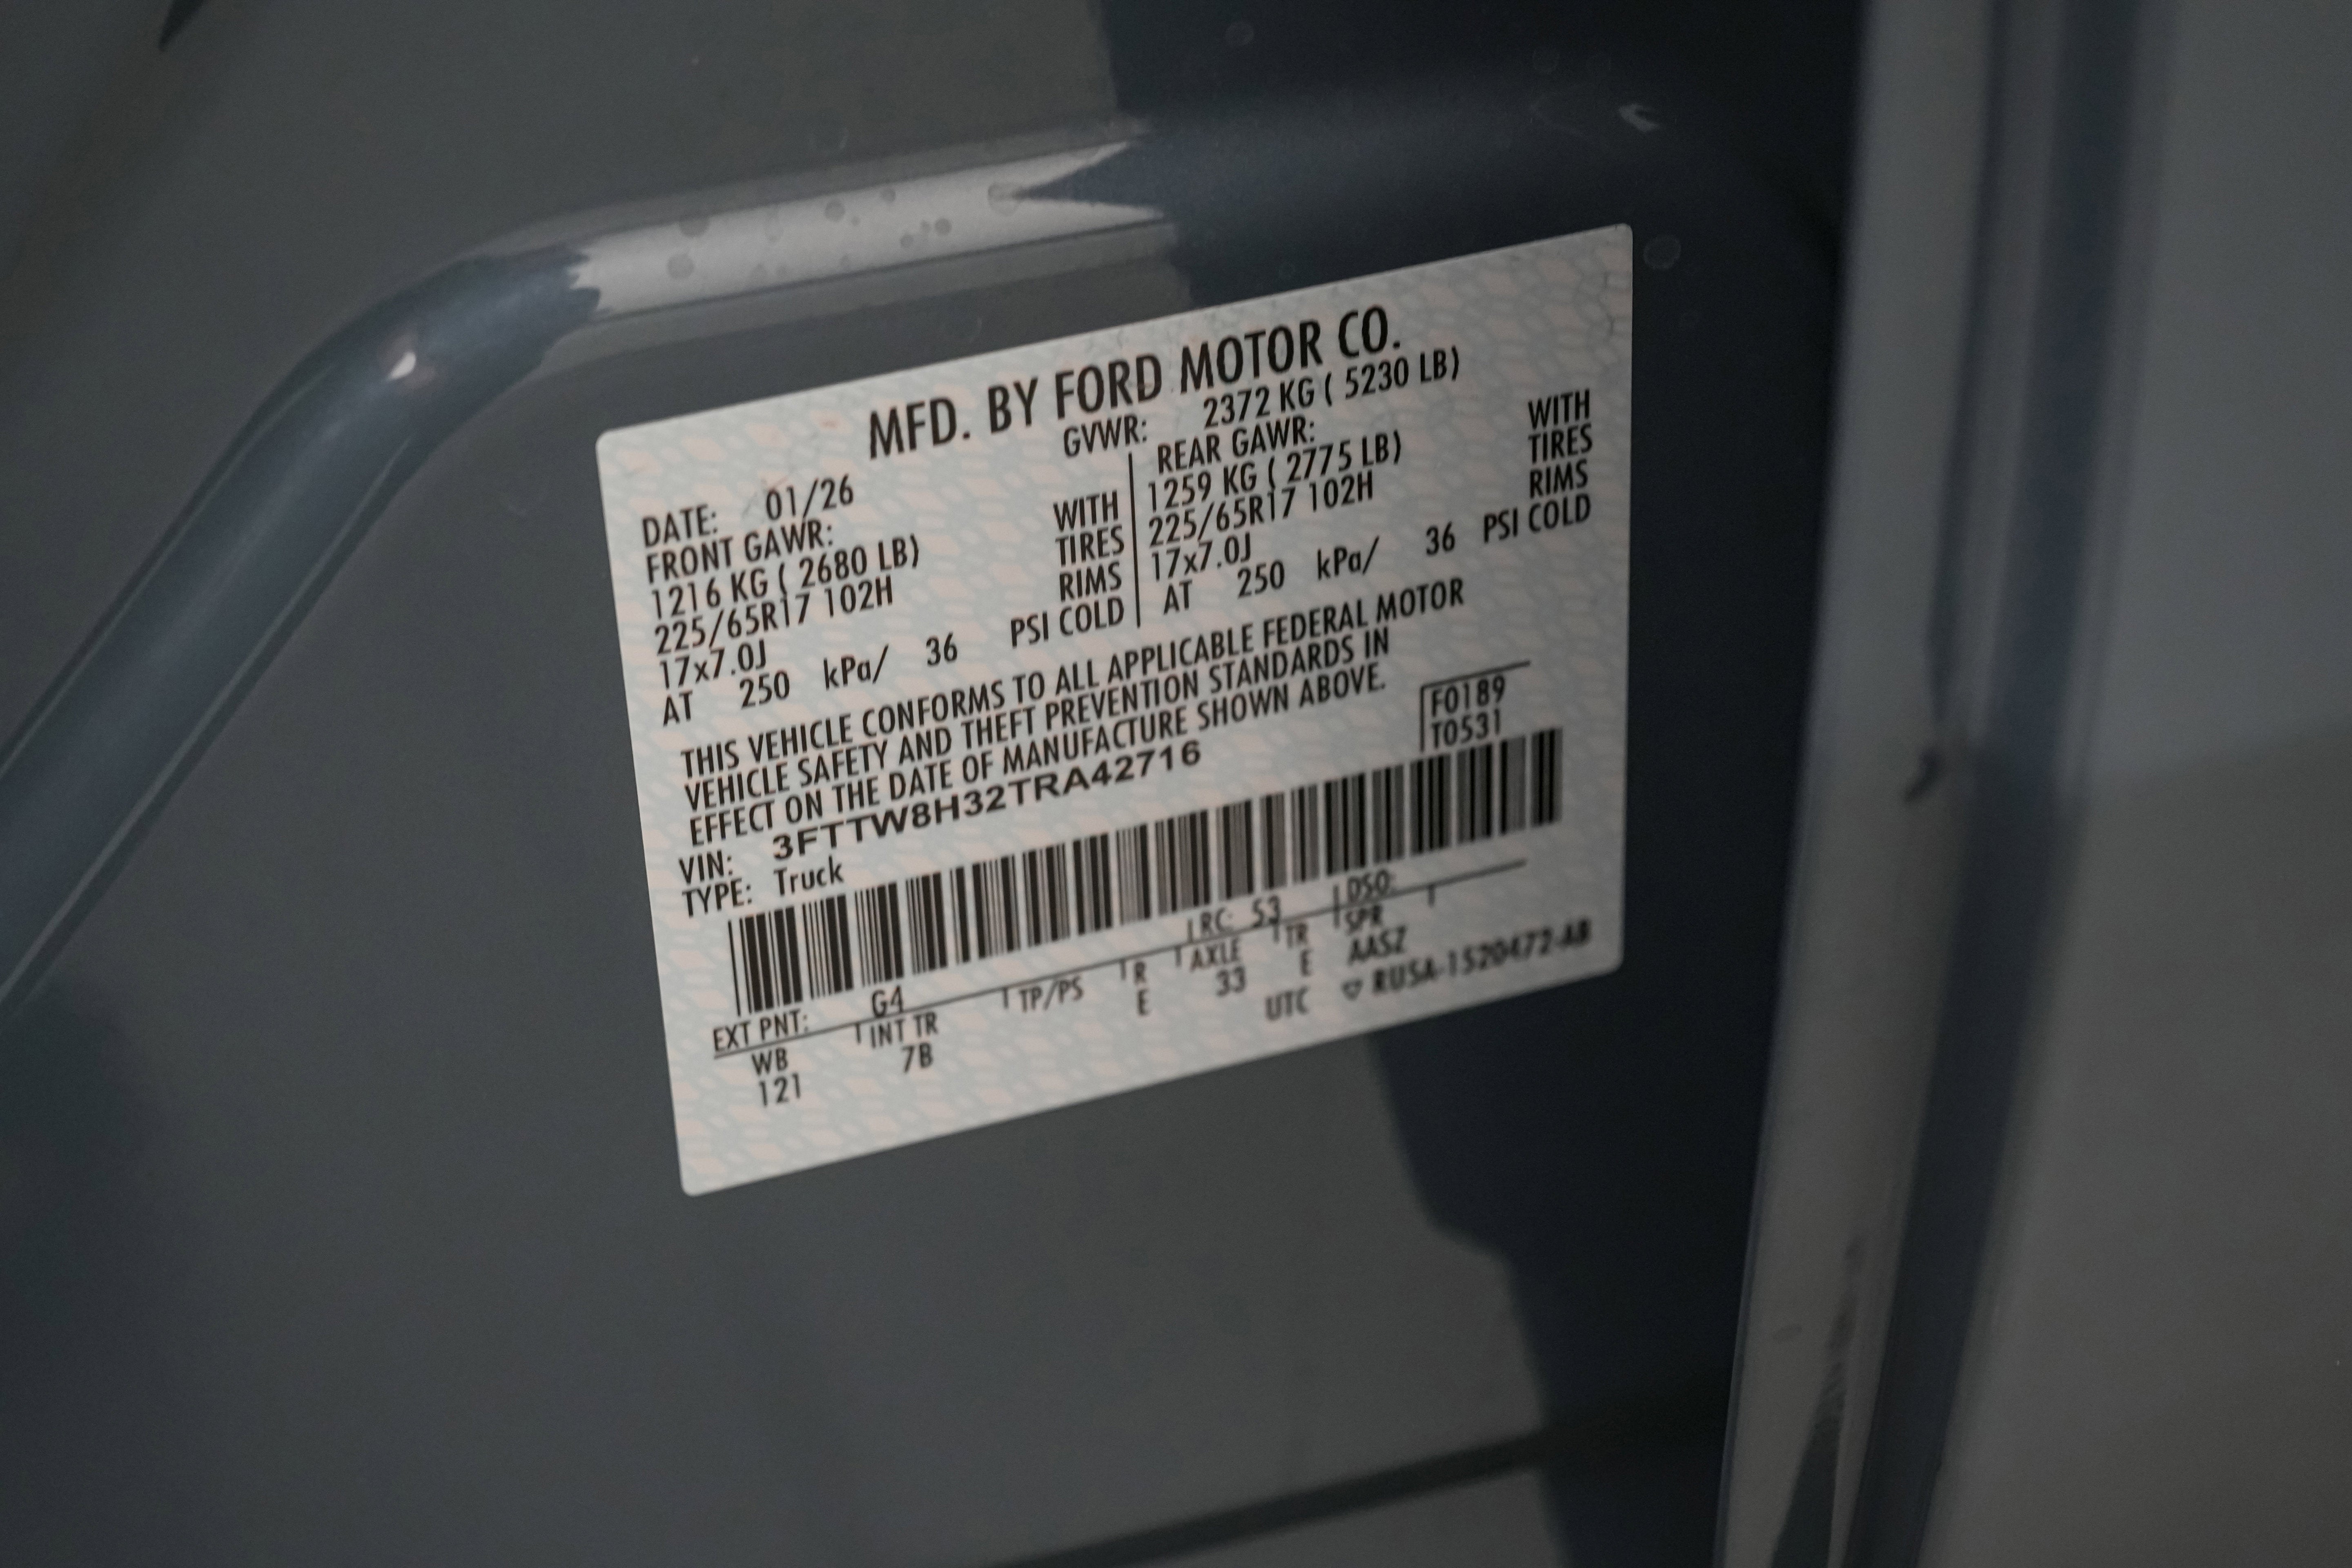 MFD. BY FORD MOTOR CO.
GVWR: 2372 KG ( 5230 LB)
DATE: 01/26
FRONT GAWR:
1216 KG ( 2680 LB) WITH
225/65R17 102H TIRES
17x7.0J RIMS
AT 250 kPa/ 36 PSI COLD
REAR GAWR:
1259 KG ( 2775 LB) WITH
225/65R17 102H TIRES
17x7.0J RIMS
AT 250 kPa/ 36 PSI COLD
THIS VEHICLE CONFORMS TO ALL APPLICABLE FEDERAL MOTOR
VEHICLE SAFETY AND THEFT PREVENTION STANDARDS IN
EFFECT ON THE DATE OF MANUFACTURE SHOWN ABOVE.
F0189
T0531
VIN: 3FTTW8H32TRA42716
TYPE: Truck
EXT PNT: G4 RC: 53 DSO:
WB INT TR TP/PS R AXLE TR SPR
121 7B E 33 E AASZ
UTC ▽ RU5A-1520472-AB